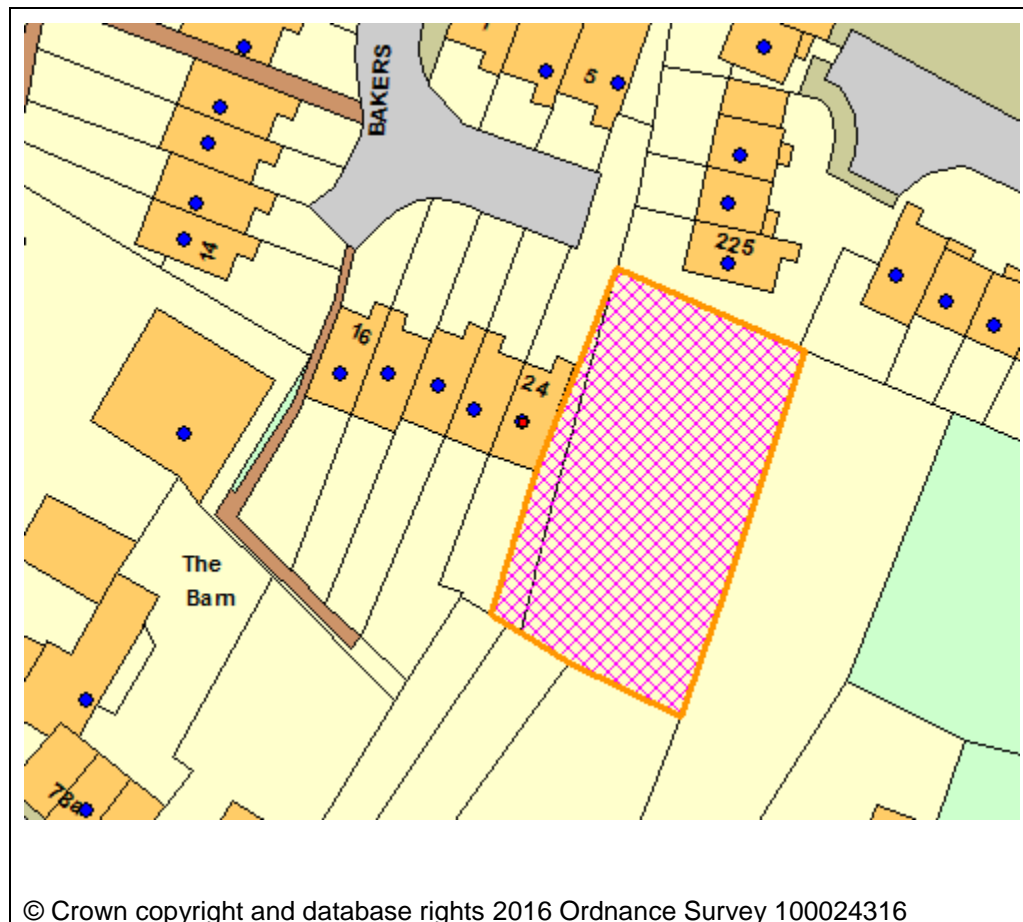 BAKERS
5
14
225
16
24
The
Barn
78a
© Crown copyright and database rights 2016 Ordnance Survey 100024316